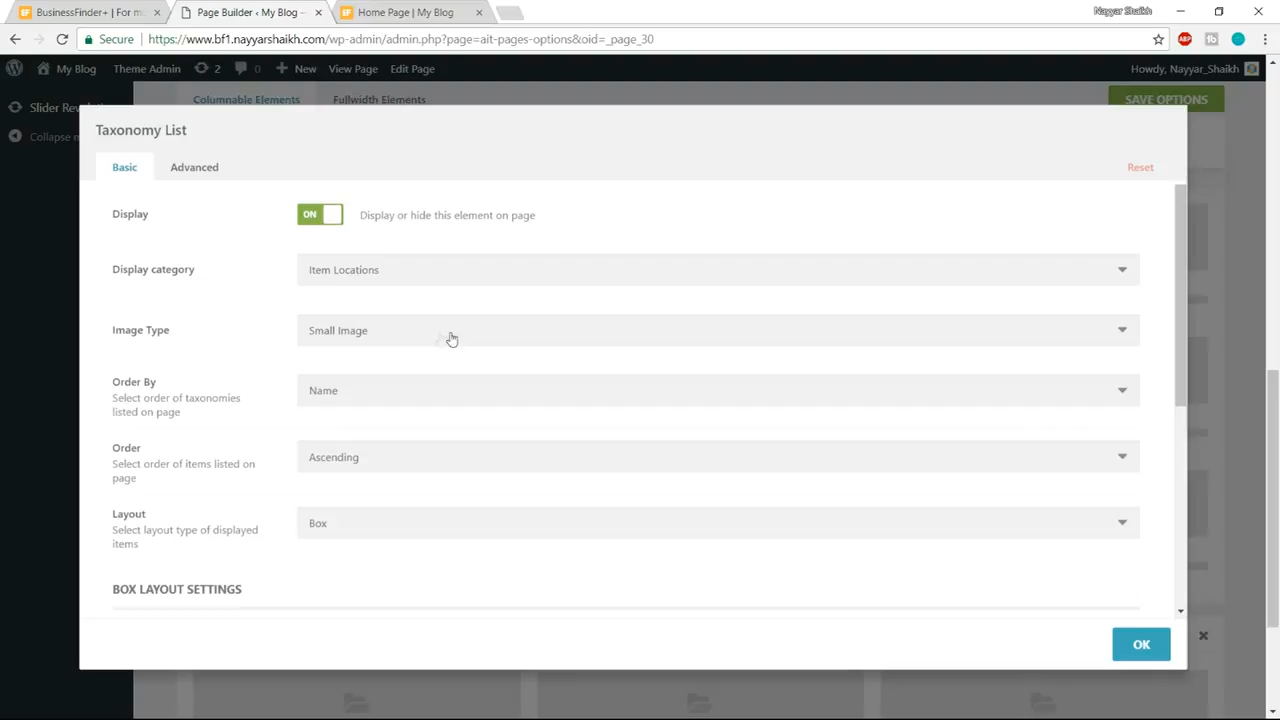 BusinessFinder+ | For m
Page Builder ‹ My Blog –
Home Page | My Blog
Nayyar Shaikh
Secure
https://www.bf1.nayyarshaikh.com/wp-admin/admin.php?page=ait-pages-options&oid=_page_30
My Blog
Theme Admin
2
0
New
View Page
Edit Page
Howdy, Nayyar_Shaikh
Slider Revolu
Collapse m
Columnable Elements
Fullwidth Elements
SAVE OPTIONS
Taxonomy List
Basic
Advanced
Reset
Display
ON
Display or hide this element on page
Display category
Item Locations
Image Type
Small Image
Order By
Select order of taxonomies
listed on page
Name
Order
Select order of items listed on
page
Ascending
Layout
Select layout type of displayed
items
Box
BOX LAYOUT SETTINGS
OK